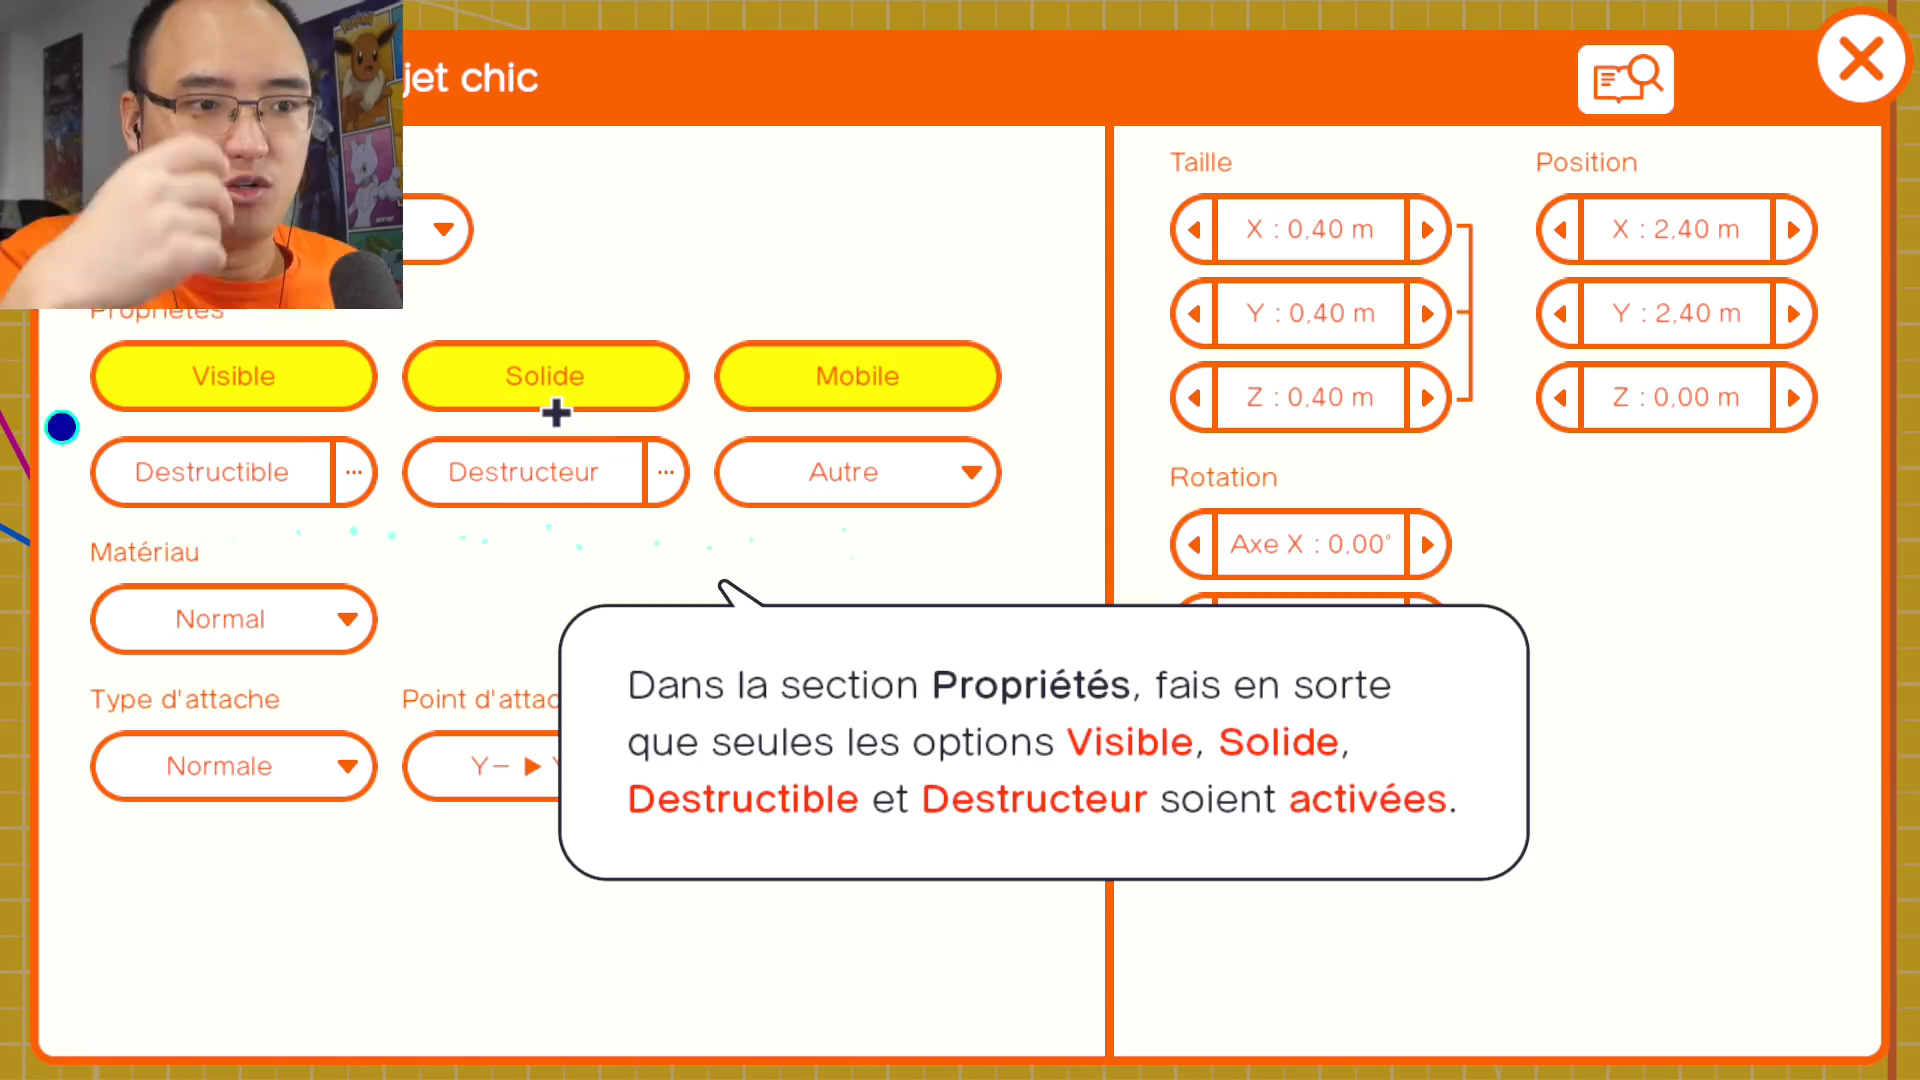 jet chic
Propriétés
Visible
Solide
Mobile
Destructible
...
Destructeur
...
Autre
Matériau
Normal
Type d'attache
Point d'attac
Normale
Y– ▶
Taille
X : 0,40 m
Y : 0,40 m
Z : 0,40 m
Position
X : 2,40 m
Y : 2,40 m
Z : 0,00 m
Rotation
Axe X : 0,00°
Dans la section Propriétés, fais en sorte
que seules les options Visible, Solide,
Destructible et Destructeur soient activées.